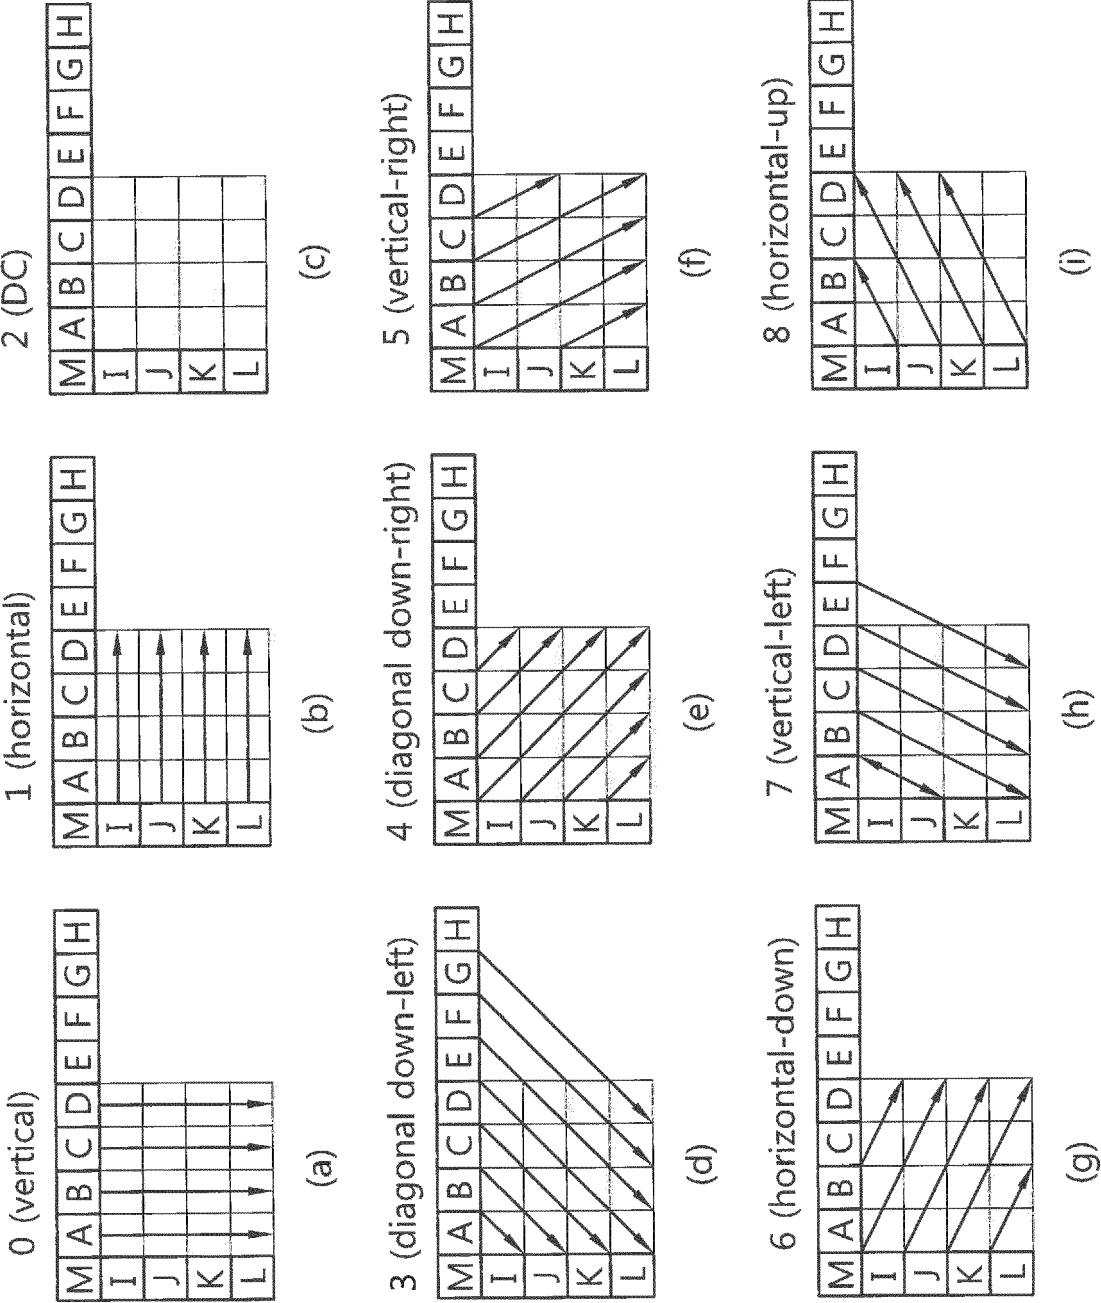 0 (vertical)
M A B C D E F G H
I
J
K
L
(a)
1 (horizontal)
M A B C D E F G H
I
J
K
L
(b)
2 (DC)
M A B C D E F G H
I
J
K
L
(c)
3 (diagonal down-left)
M A B C D E F G H
I
J
K
L
(d)
4 (diagonal down-right)
M A B C D E F G H
I
J
K
L
(e)
5 (vertical-right)
M A B C D E F G H
I
J
K
L
(f)
6 (horizontal-down)
M A B C D E F G H
I
J
K
L
(g)
7 (vertical-left)
M A B C D E F G H
I
J
K
L
(h)
8 (horizontal-up)
M A B C D E F G H
I
J
K
L
(i)